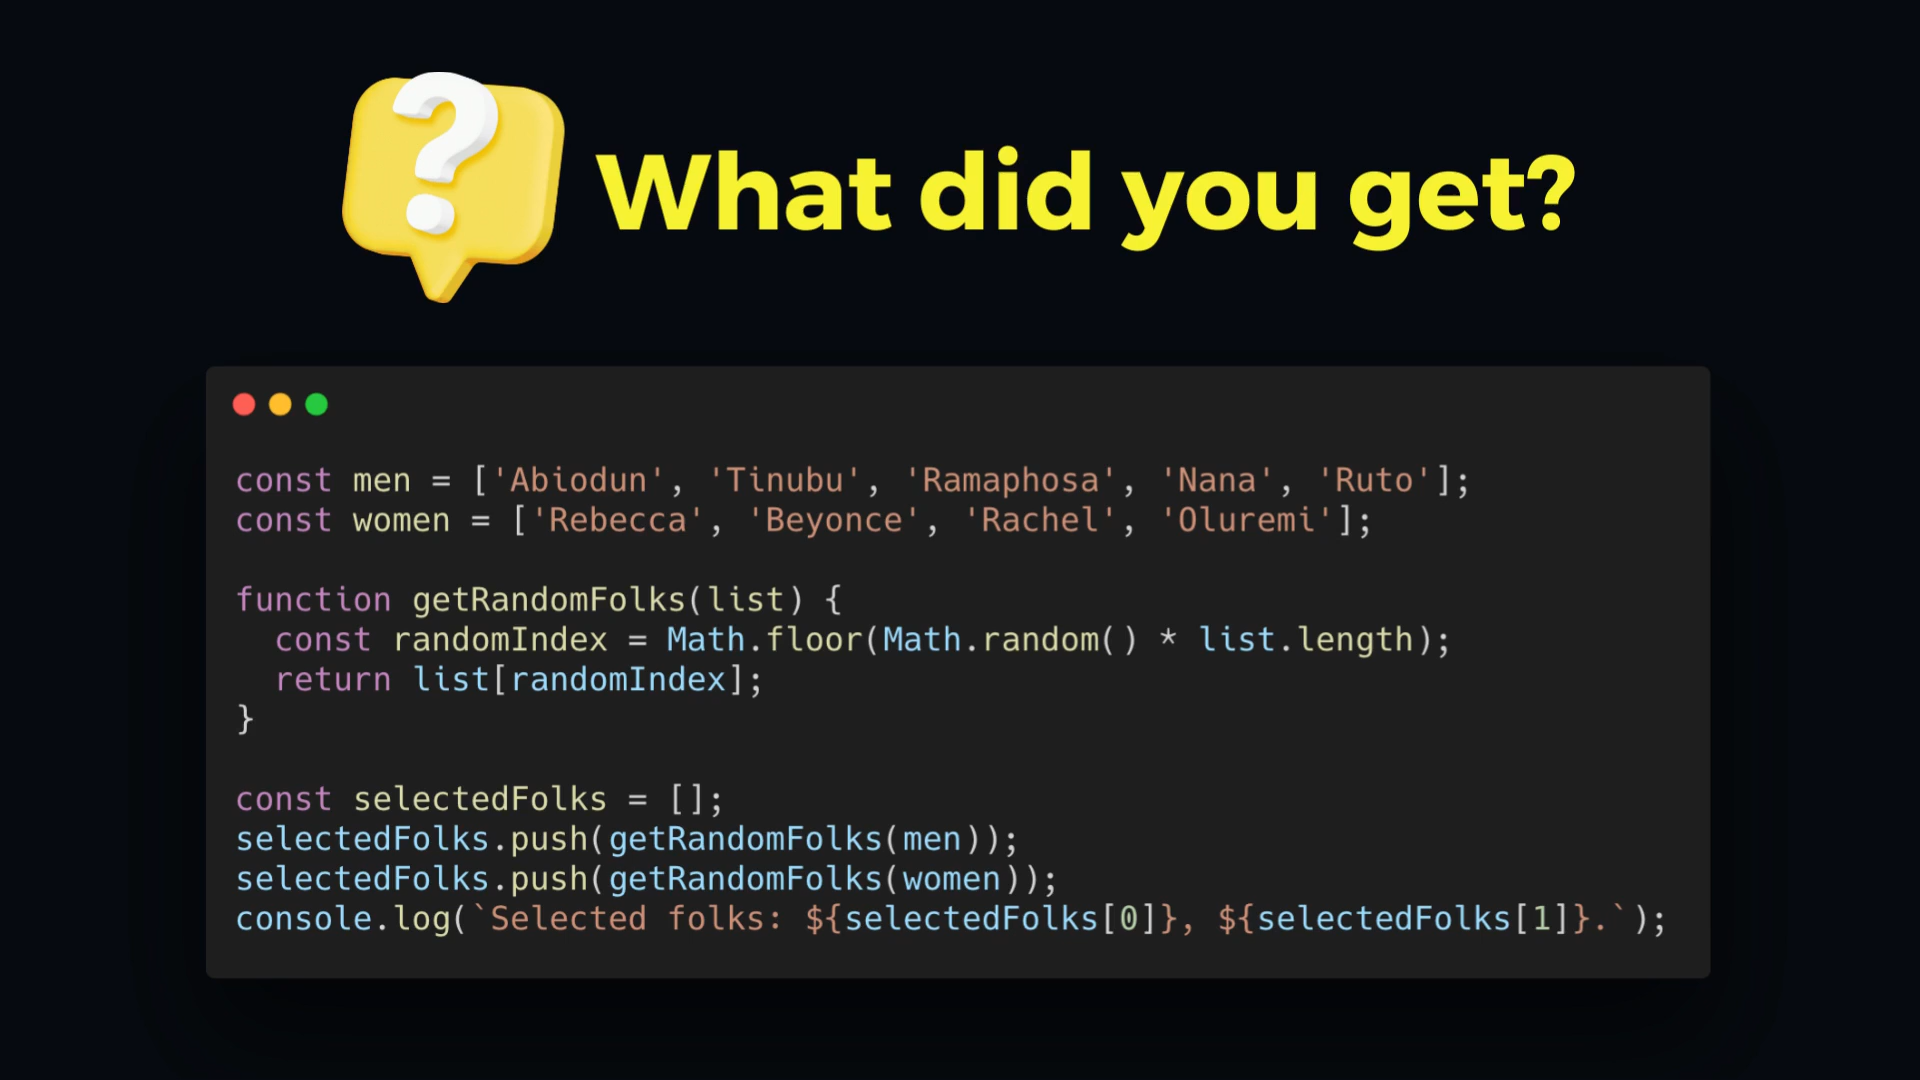 What did you get?
const men = ['Abiodun', 'Tinubu', 'Ramaphosa', 'Nana', 'Ruto'];
const women = ['Rebecca', 'Beyonce', 'Rachel', 'Oluremi'];
function getRandomFolks(list) {
  const randomIndex = Math.floor(Math.random() * list.length);
  return list[randomIndex];
}
const selectedFolks = [];
selectedFolks.push(getRandomFolks(men));
selectedFolks.push(getRandomFolks(women));
console.log(`Selected folks: ${selectedFolks[0]}, ${selectedFolks[1]}.`);